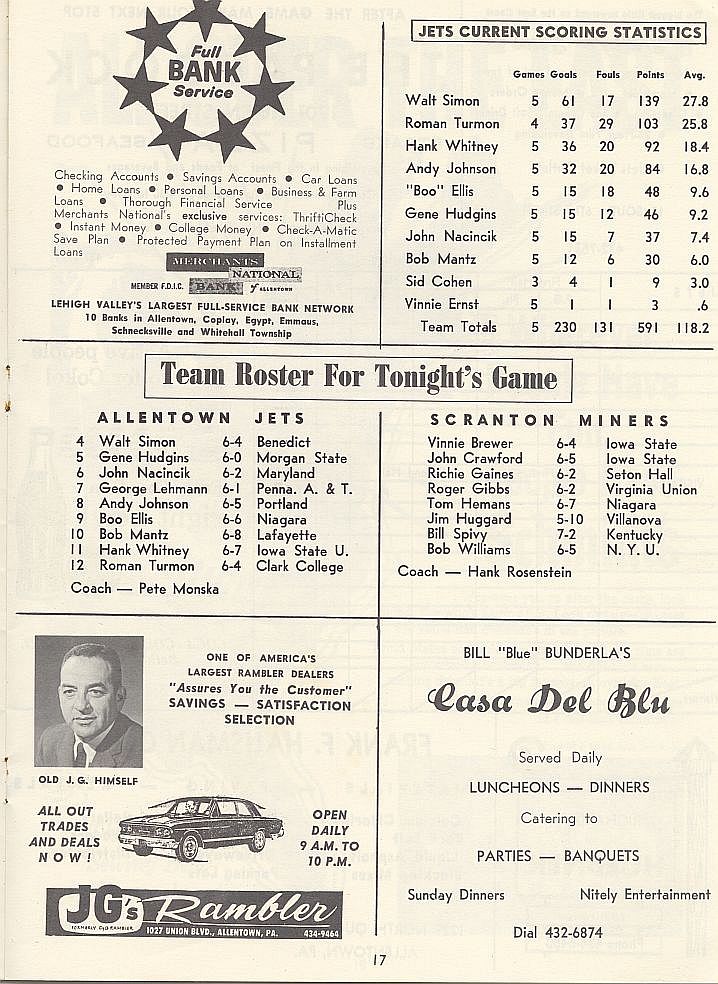 Full
BANK
Service
Checking Accounts • Savings Accounts • Car Loans
• Home Loans • Personal Loans • Business & Farm
Loans • Thorough Financial Service Plus
Merchants National's exclusive services: ThriftiCheck
• Instant Money • College Money • Check-A-Matic
Save Plan • Protected Payment Plan on Installment
Loans
MERCHANTS
NATIONAL
MEMBER F.D.I.C. BANK of ALLENTOWN
LEHIGH VALLEY'S LARGEST FULL-SERVICE BANK NETWORK
10 Banks in Allentown, Coplay, Egypt, Emmaus,
Schnecksville and Whitehall Township
JETS CURRENT SCORING STATISTICS
Games Goals Fouls Points Avg.
Walt Simon 5 61 17 139 27.8
Roman Turmon 4 37 29 103 25.8
Hank Whitney 5 36 20 92 18.4
Andy Johnson 5 32 20 84 16.8
"Boo" Ellis 5 15 18 48 9.6
Gene Hudgins 5 15 12 46 9.2
John Nacincik 5 15 7 37 7.4
Bob Mantz 5 12 6 30 6.0
Sid Cohen 3 4 1 9 3.0
Vinnie Ernst 5 1 1 3 .6
Team Totals 5 230 131 591 118.2
Team Roster For Tonight's Game
ALLENTOWN JETS
4 Walt Simon 6-4 Benedict
5 Gene Hudgins 6-0 Morgan State
6 John Nacincik 6-2 Maryland
7 George Lehmann 6-1 Penna. A. & T.
8 Andy Johnson 6-5 Portland
9 Boo Ellis 6-6 Niagara
10 Bob Mantz 6-8 Lafayette
11 Hank Whitney 6-7 Iowa State U.
12 Roman Turmon 6-4 Clark College
Coach — Pete Monska
SCRANTON MINERS
Vinnie Brewer 6-4 Iowa State
John Crawford 6-5 Iowa State
Richie Gaines 6-2 Seton Hall
Roger Gibbs 6-2 Virginia Union
Tom Hemans 6-7 Niagara
Jim Huggard 5-10 Villanova
Bill Spivy 7-2 Kentucky
Bob Williams 6-5 N. Y. U.
Coach — Hank Rosenstein
ONE OF AMERICA'S
LARGEST RAMBLER DEALERS
"Assures You the Customer"
SAVINGS — SATISFACTION
SELECTION
OLD J. G. HIMSELF
ALL OUT
TRADES
AND DEALS
NOW!
OPEN
DAILY
9 A.M. TO
10 P.M.
JG's Rambler
1027 UNION BLVD., ALLENTOWN, PA. 434-9464
BILL "Blue" BUNDERLA'S
Casa Del Blu
Served Daily
LUNCHEONS — DINNERS
Catering to
PARTIES — BANQUETS
Sunday Dinners Nitely Entertainment
Dial 432-6874
17